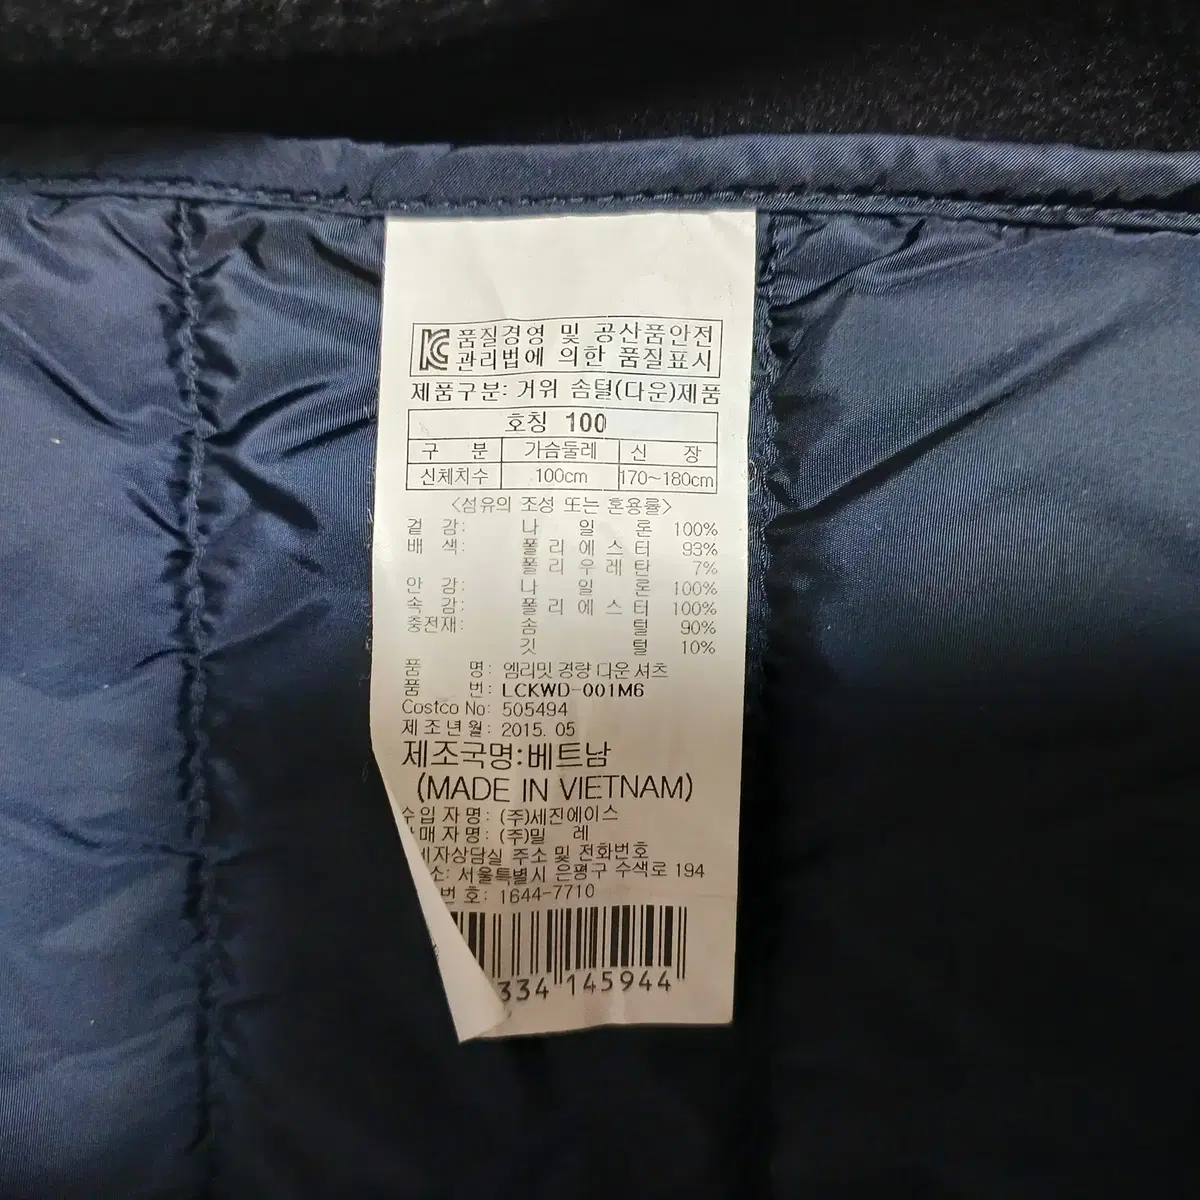 KC 품질경영 및 공산품안전
관리법에 의한 품질표시
제품구분: 거위 솜털(다운)제품
호칭 100
구 분 가슴둘레 신 장
신체치수 100cm 170~180cm
<섬유의 조성 또는 혼용률>
겉 감: 나 일 론 100%
배 색: 폴 리 에 스 터 93%
폴 리 우 레 탄 7%
안 감: 나 일 론 100%
속 감: 폴 리 에 스 터 100%
충전재: 솜 털 90%
깃 털 10%
품 명: 엠리밋 경량 다운 셔츠
품 번: LCKWD-001M6
Costco No: 505494
제조년월: 2015. 05
제조국명:베트남
(MADE IN VIETNAM)
수입자명: (주)세진에이스
매자명: (주)밀 레
자상담실 주소 및 전화번호
소: 서울특별시 은평구 수색로 194
번호: 1644-7710
334 145944